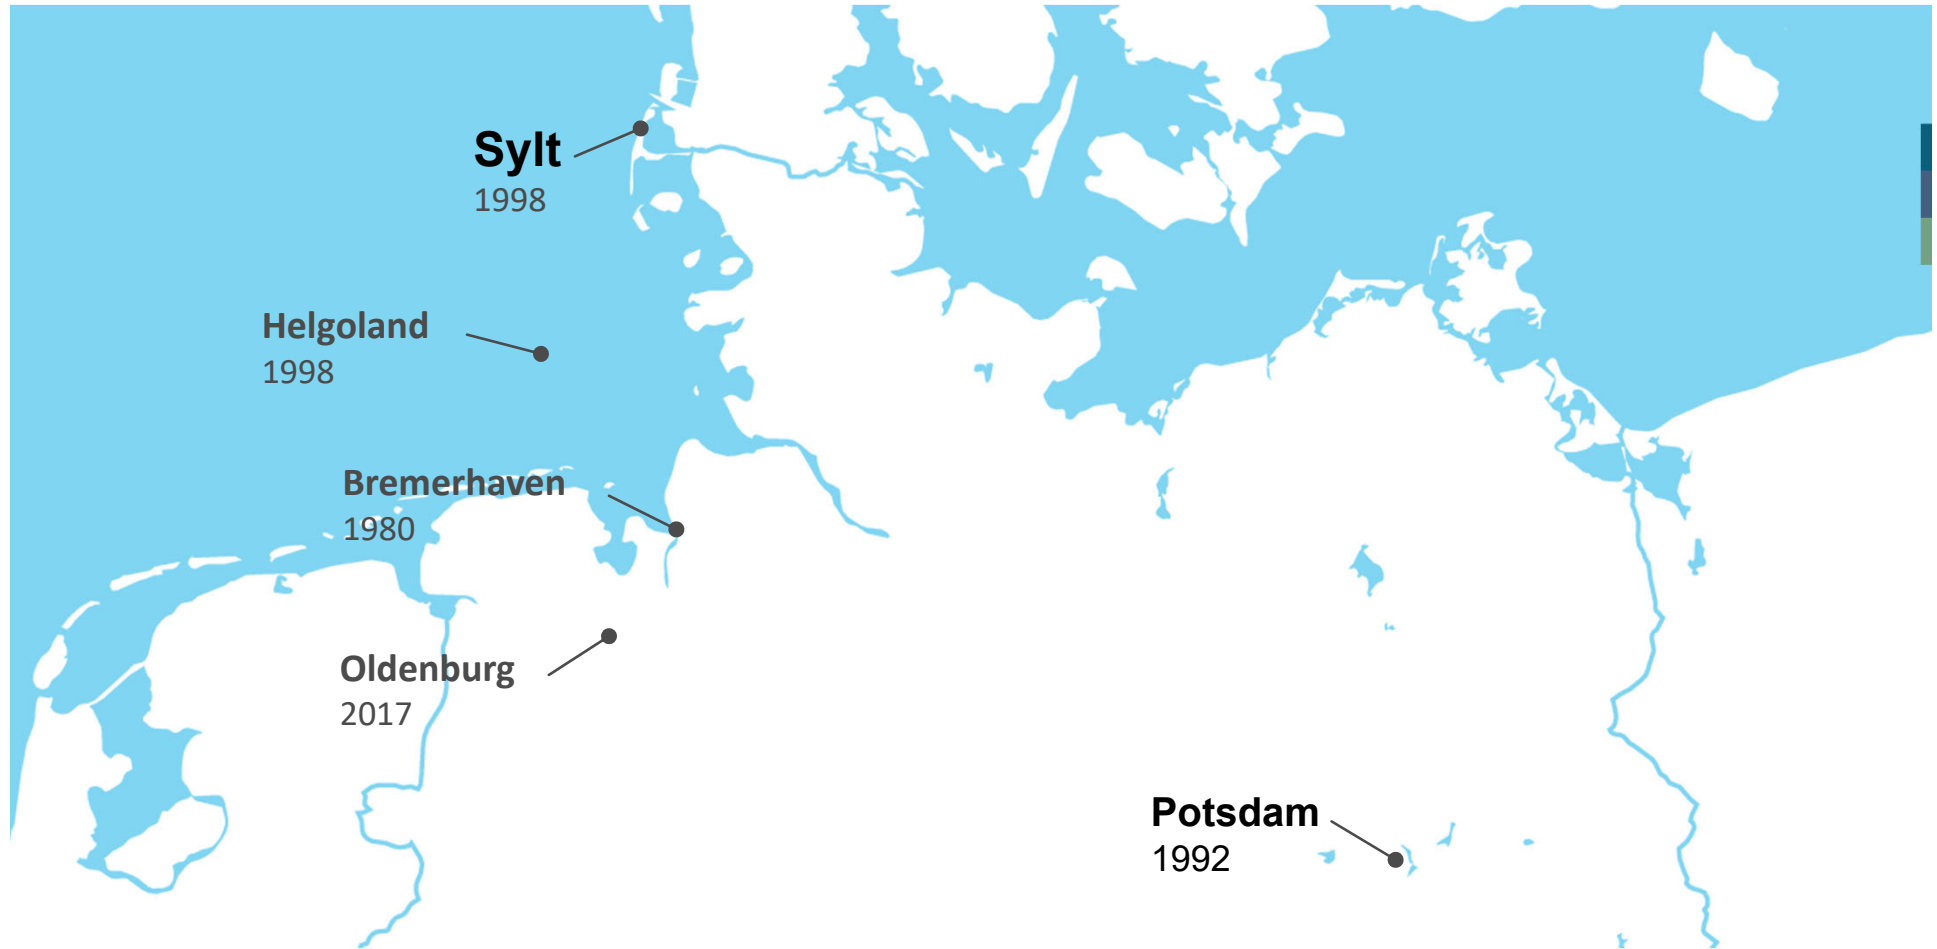 Sylt
1998
Helgoland
1998
Bremerhaven
1980
Oldenburg
2017
Potsdam
1992